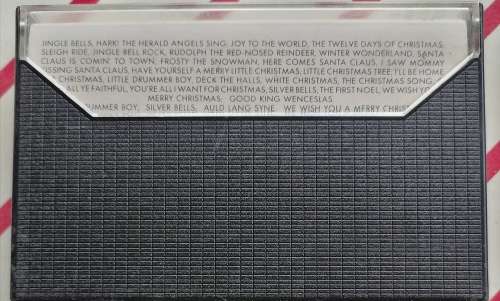 JINGLE BELLS, HARK! THE HERALD ANGELS SING, JOY TO THE WORLD, THE TWELVE DAYS OF CHRISTMAS,
SLEIGH RIDE, JINGLE BELL ROCK, RUDOLPH THE RED-NOSED REINDEER, WINTER WONDERLAND, SANTA
CLAUS IS COMIN' TO TOWN, FROSTY THE SNOWMAN, HERE COMES SANTA CLAUS, I SAW MOMMY
ISSING SANTA CLAUS, HAVE YOURSELF A MERRY LITTLE CHRISTMAS, LITTLE CHRISTMAS TREE, I'LL BE HOME
CHRISTMAS, LITTLE DRUMMER BOY, DECK THE HALLS, WHITE CHRISTMAS, THE CHRISTMAS SONG,
ALL YE FAITHFUL, YOU'RE ALL I WANT FOR CHRISTMAS, SILVER BELLS, THE FIRST NOEL, WE WISH YO
MERRY CHRISTMAS, GOOD KING WENCESLAS
UMMER BOY, SILVER BELLS, AULD LANG SYNE, WE WISH YOU A MERRY CHRIS